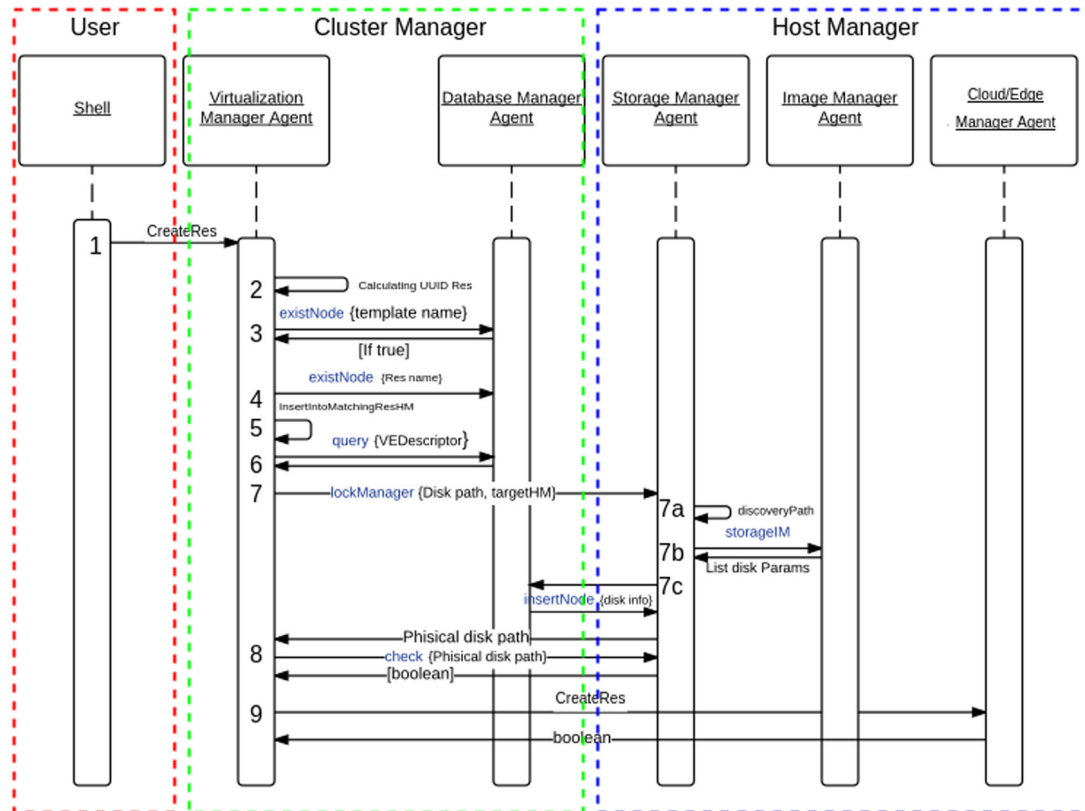 User
Cluster Manager
Host Manager
Shell
Virtualization
Manager Agent
Database Manager
Agent
Storage Manager
Agent
Image Manager
Agent
Cloud/Edge
Manager Agent
1
CreateRes
2
Calculating UUID Res
existNode {template name}
3
[If true]
existNode {Res name}
4
InsertIntoMatchingResHM
5
query {VEDescriptor}
6
7
lockManager {Disk path, targetHM}
7a
discoveryPath
storageIM
7b
List disk Params
7c
insertNode {disk info}
Phisical disk path
8
check {Phisical disk path}
[boolean]
CreateRes
9
boolean